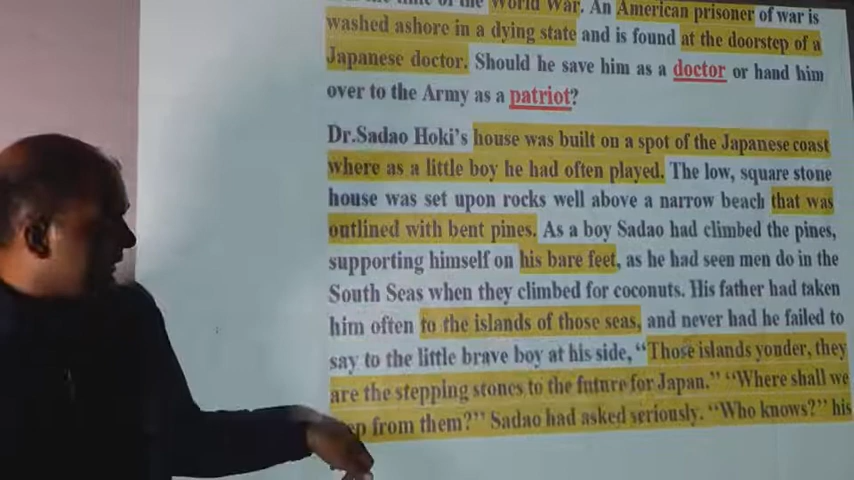 the time of the World War. An American prisoner of war is
washed ashore in a dying state and is found at the doorstep of a
Japanese doctor. Should he save him as a doctor or hand him
over to the Army as a patriot?
Dr.Sadao Hoki's house was built on a spot of the Japanese coast
where as a little boy he had often played. The low, square stone
house was set upon rocks well above a narrow beach that was
outlined with bent pines. As a boy Sadao had climbed the pines,
supporting himself on his bare feet, as he had seen men do in the
South Seas when they climbed for coconuts. His father had taken
him often to the islands of those seas, and never had he failed to
say to the little brave boy at his side, “Those islands yonder, they
are the stepping stones to the future for Japan.” “Where shall we
ep from them?” Sadao had asked seriously. “Who knows?” his